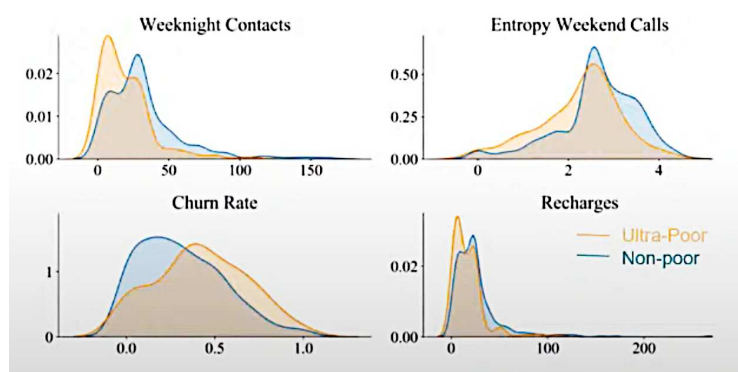 Weeknight Contacts
0.02
0.01
0.00
0 50 100 150
Entropy Weekend Calls
0.50
0.25
0.00
0 2 4
Churn Rate
1
0
0.0 0.5 1.0
Recharges
Ultra-Poor
Non-poor
0.02
0.00
0 100 200